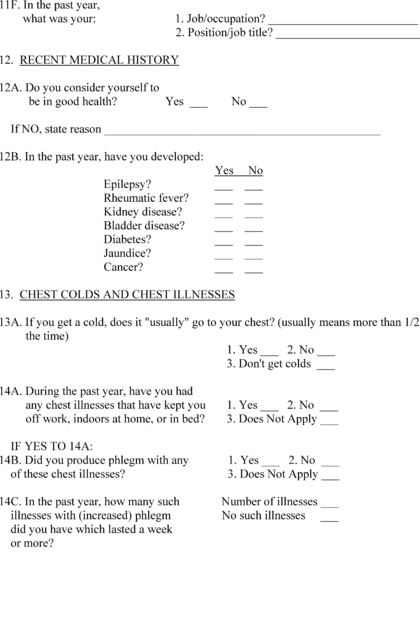 11F. In the past year,
what was your: 1. Job/occupation? ____________________
2. Position/job title? ____________________
12. RECENT MEDICAL HISTORY
12A. Do you consider yourself to
be in good health? Yes ___ No ___
If NO, state reason ____________________
12B. In the past year, have you developed:
Yes No
Epilepsy? ___ ___
Rheumatic fever? ___ ___
Kidney disease? ___ ___
Bladder disease? ___ ___
Diabetes? ___ ___
Jaundice? ___ ___
Cancer? ___ ___
13. CHEST COLDS AND CHEST ILLNESSES
13A. If you get a cold, does it "usually" go to your chest? (usually means more than 1/2
the time)
1. Yes ___ 2. No ___
3. Don't get colds ___
14A. During the past year, have you had
any chest illnesses that have kept you 1. Yes ___ 2. No ___
off work, indoors at home, or in bed? 3. Does Not Apply ___
IF YES TO 14A:
14B. Did you produce phlegm with any 1. Yes ___ 2. No ___
of these chest illnesses? 3. Does Not Apply ___
14C. In the past year, how many such Number of illnesses ___
illnesses with (increased) phlegm No such illnesses ___
did you have which lasted a week
or more?